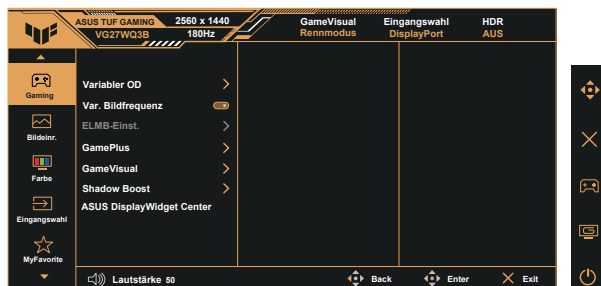 ASUS TUF GAMING 2560 x 1440
VG27WQ3B 180Hz
GameVisual Eingangswahl HDR
Rennmodus DisplayPort AUS
Gaming
Bildeinr.
Farbe
Eingangswahl
MyFavorite
Variabler OD
Var. Bildfrequenz
ELMB-Einst.
GamePlus
GameVisual
Shadow Boost
ASUS DisplayWidget Center
Lautstärke 50 Back Enter Exit